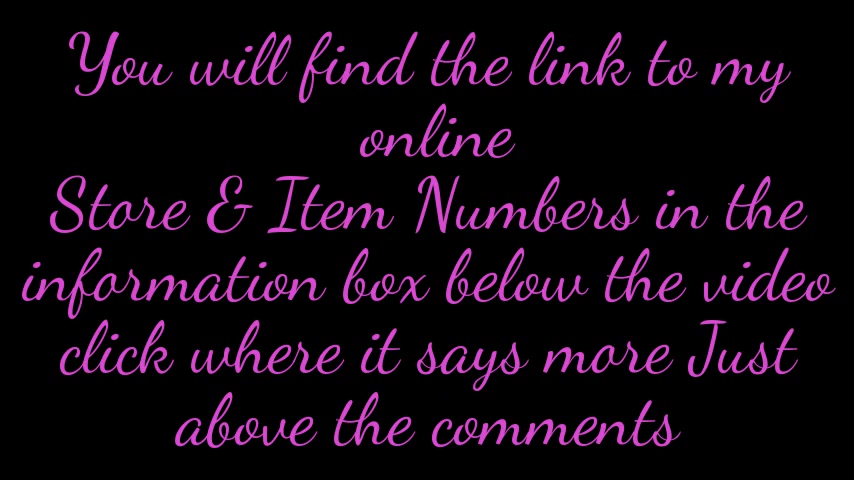 You will find the link to my
online
Store & Item Numbers in the
information box below the video
click where it says more Just
above the comments